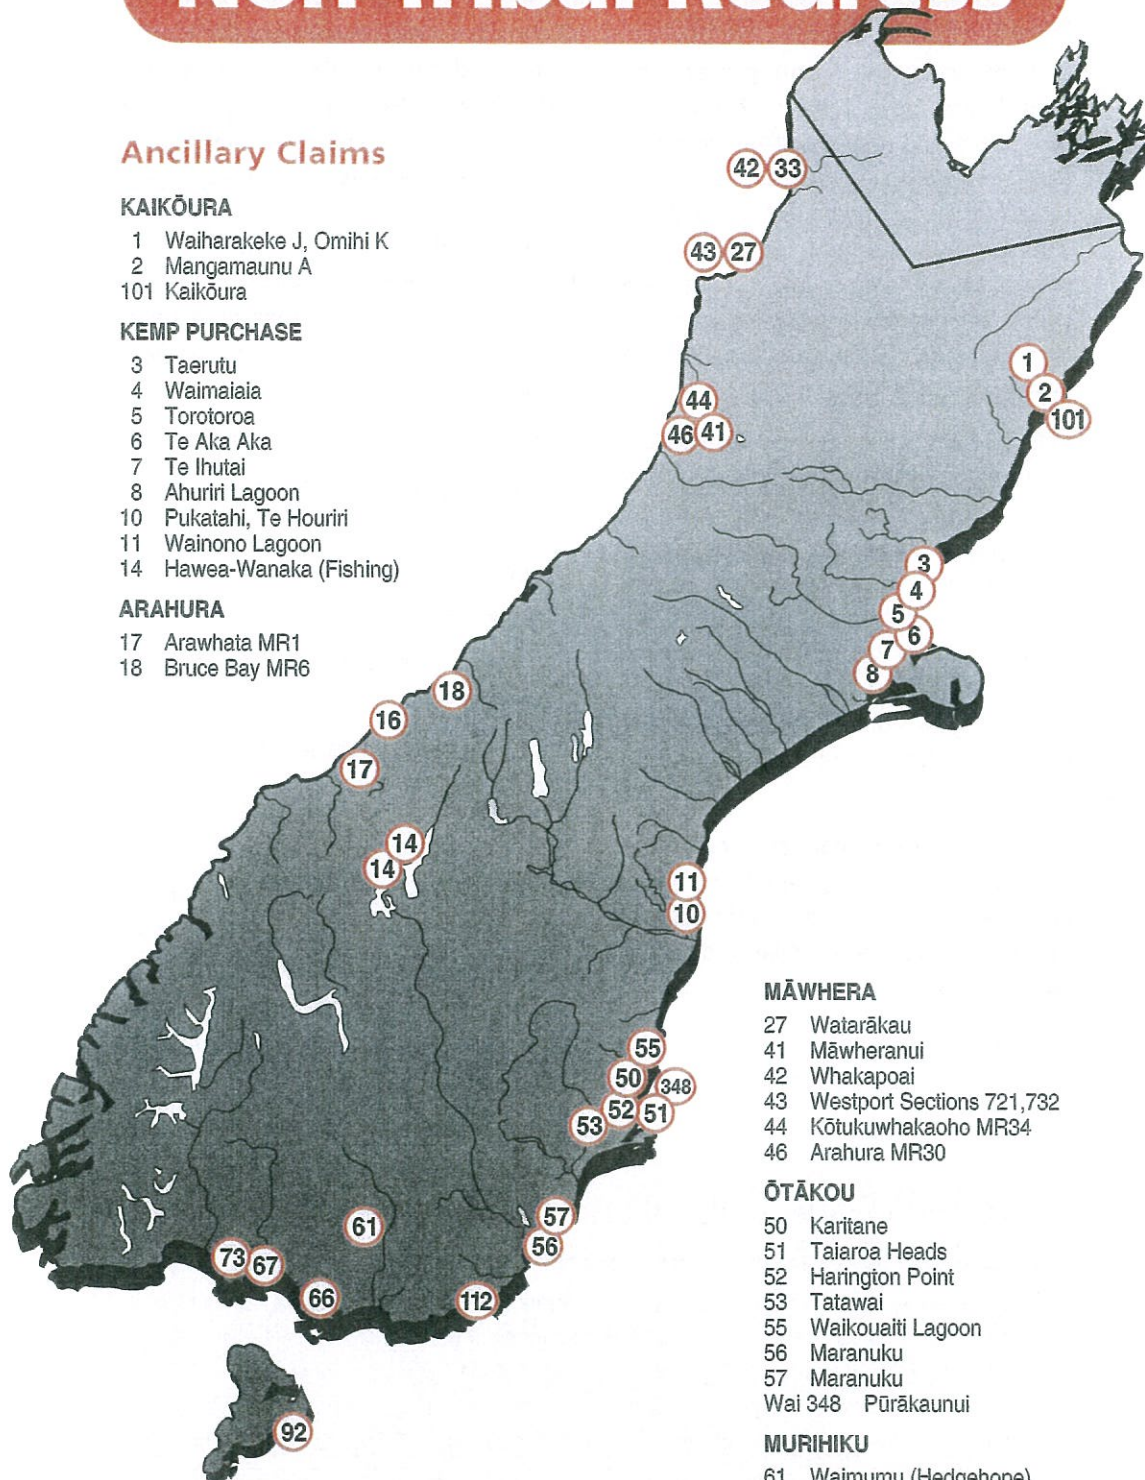 Non-Tribal Redress
Ancillary Claims
KAIKŌURA
1 Waiharakeke J, Omihi K
2 Mangamaunu A
101 Kaikōura
KEMP PURCHASE
3 Taerutu
4 Waimaiaia
5 Torotoroa
6 Te Aka Aka
7 Te Ihutai
8 Ahuriri Lagoon
10 Pukatahi, Te Houriri
11 Wainono Lagoon
14 Hawea-Wanaka (Fishing)
ARAHURA
17 Arawhata MR1
18 Bruce Bay MR6
42 33
43 27
1
2
101
44
46 41
3
4
5
6
7
8
18
16
17
14
14
11
10
55
50
348
52
51
53
57
56
61
73
67
66
112
92
MĀWHERA
27 Watarākau
41 Māwheranui
42 Whakapoai
43 Westport Sections 721,732
44 Kōtukuwhakaoho MR34
46 Arahura MR30
ŌTĀKOU
50 Karitane
51 Taiaroa Heads
52 Harington Point
53 Tatawai
55 Waikouaiti Lagoon
56 Maranuku
57 Maranuku
Wai 348 Pūrākaunui
MURIHIKU
61 Waimumu (Hedgehope)